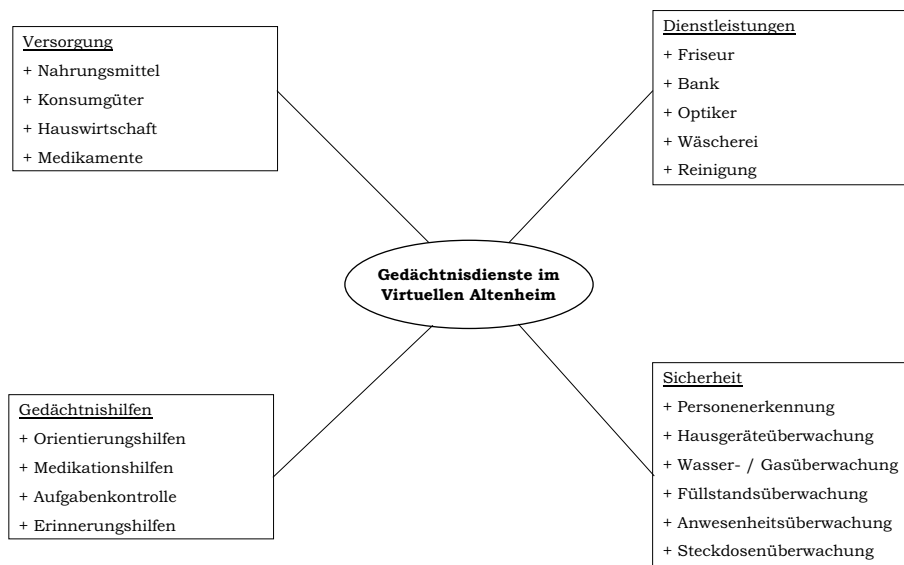 Versorgung
+ Nahrungsmittel
+ Konsumgüter
+ Hauswirtschaft
+ Medikamente
Dienstleistungen
+ Friseur
+ Bank
+ Optiker
+ Wäscherei
+ Reinigung
Gedächtnisdienste im
Virtuellen Altenheim
Gedächtnishilfen
+ Orientierungshilfen
+ Medikationshilfen
+ Aufgabenkontrolle
+ Erinnerungshilfen
Sicherheit
+ Personenerkennung
+ Hausgeräteüberwachung
+ Wasser- / Gasüberwachung
+ Füllstandsüberwachung
+ Anwesenheitsüberwachung
+ Steckdosenüberwachung